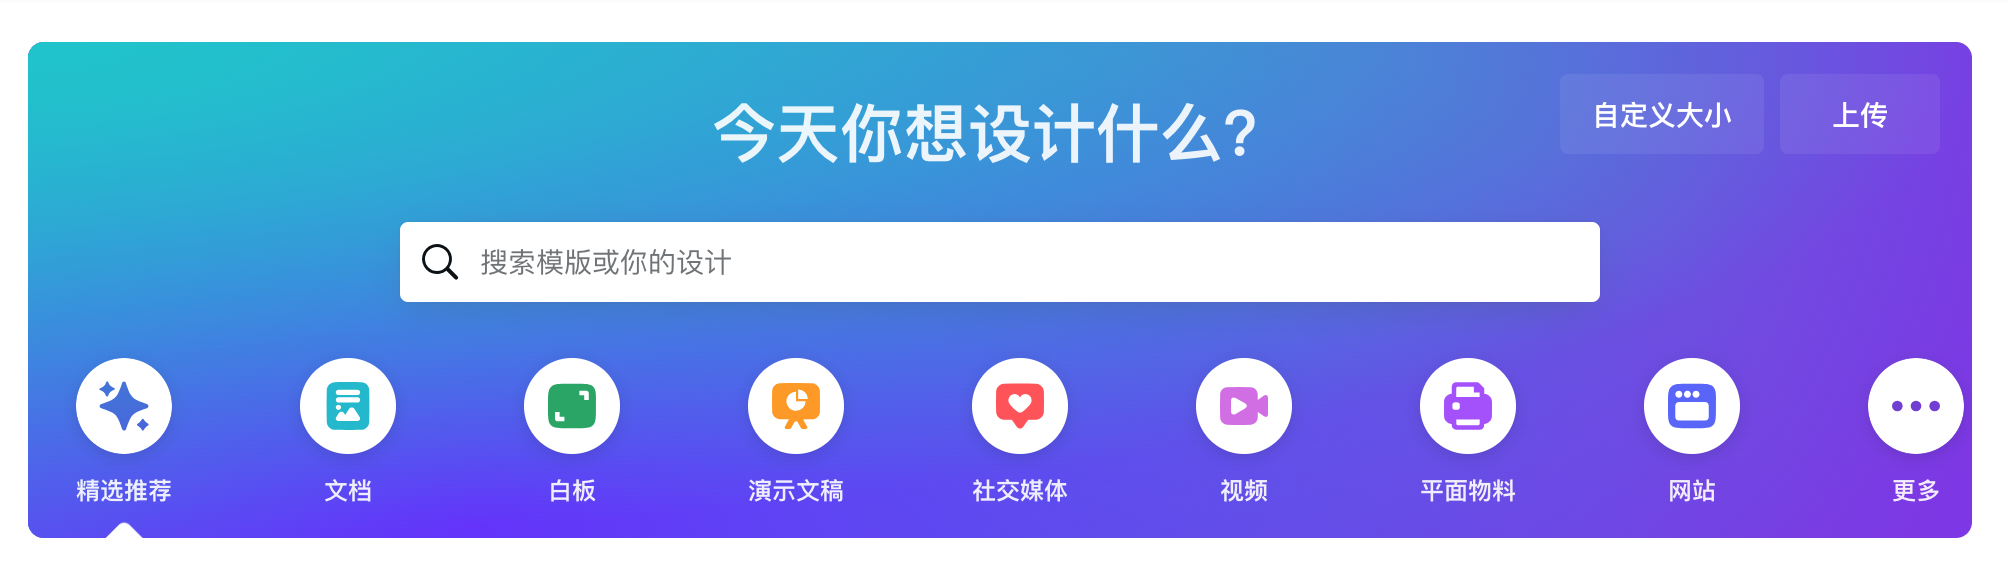 今天你想设计什么?
自定义大小
上传
搜索模版或你的设计
精选推荐
文档
白板
演示文稿
社交媒体
视频
平面物料
网站
更多